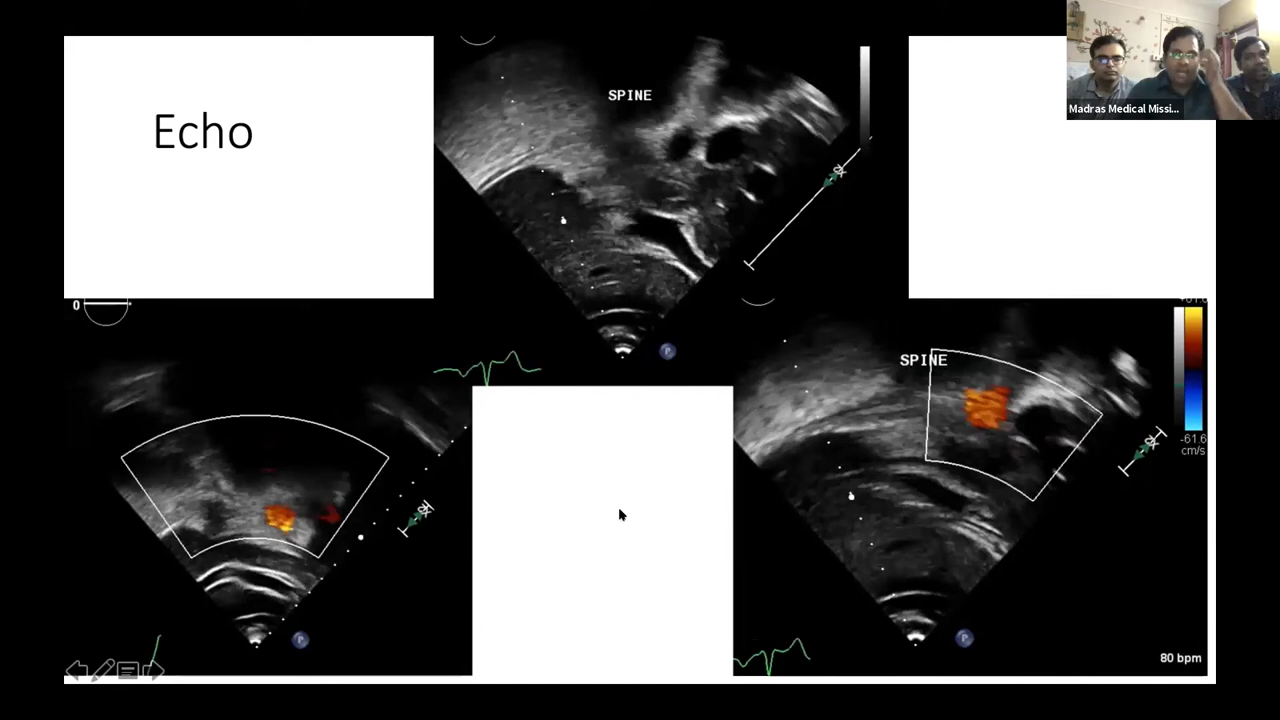 SPINE
Madras Medical Missi...
Echo
0
P
SPINE
-61.6
cm/s
P
P
80 bpm